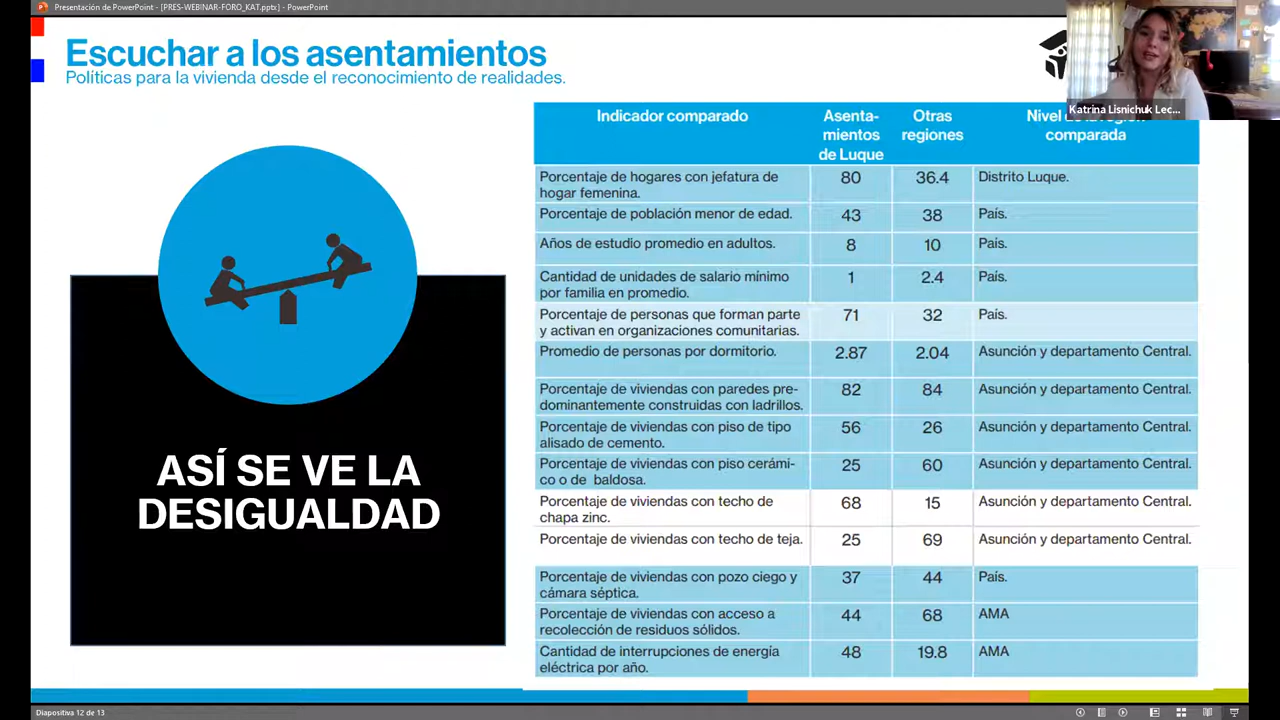 Presentación de PowerPoint - [PRES-WEBINAR-FORO_KAT.pptx] - PowerPoint
Escuchar a los asentamientos
Políticas para la vivienda desde el reconocimiento de realidades.
Katrina Lisnichuk Lec...
ASÍ SE VE LA
DESIGUALDAD
Indicador comparado
Asenta-
mientos
de Luque
Otras
regiones
Nivel
comparada
Porcentaje de hogares con jefatura de
hogar femenina.
80
36.4
Distrito Luque.
Porcentaje de población menor de edad.
43
38
País.
Años de estudio promedio en adultos.
8
10
País.
Cantidad de unidades de salario mínimo
por familia en promedio.
1
2.4
País.
Porcentaje de personas que forman parte
y activan en organizaciones comunitarias.
71
32
País.
Promedio de personas por dormitorio.
2.87
2.04
Asunción y departamento Central.
Porcentaje de viviendas con paredes pre-
dominantemente construidas con ladrillos.
82
84
Asunción y departamento Central.
Porcentaje de viviendas con piso de tipo
alisado de cemento.
56
26
Asunción y departamento Central.
Porcentaje de viviendas con piso cerámi-
co o de baldosa.
25
60
Asunción y departamento Central.
Porcentaje de viviendas con techo de
chapa zinc.
68
15
Asunción y departamento Central.
Porcentaje de viviendas con techo de teja.
25
69
Asunción y departamento Central.
Porcentaje de viviendas con pozo ciego y
cámara séptica.
37
44
País.
Porcentaje de viviendas con acceso a
recolección de residuos sólidos.
44
68
AMA
Cantidad de interrupciones de energía
eléctrica por año.
48
19.8
AMA
Diapositiva 12 de 13